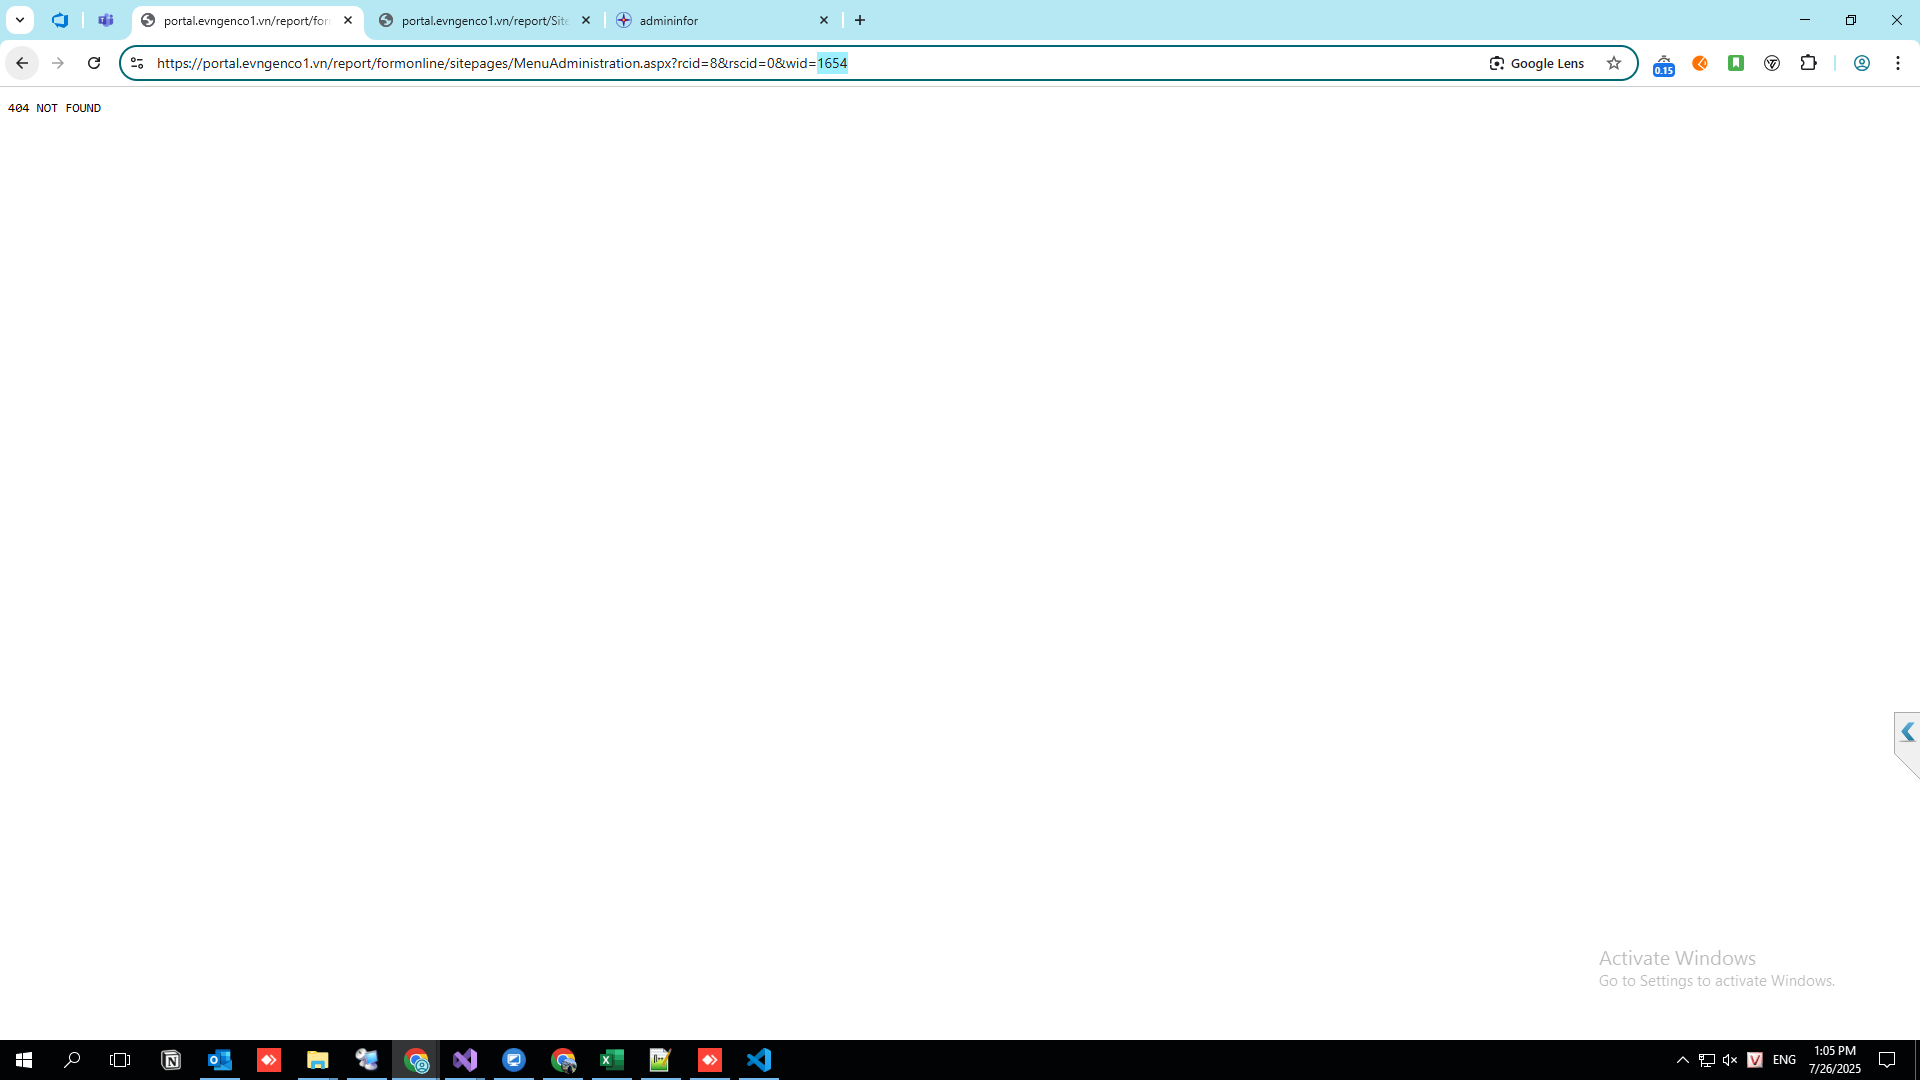 portal.evngenco1.vn/report/for
portal.evngenco1.vn/report/Site
admininfor
https://portal.evngenco1.vn/report/formonline/sitepages/MenuAdministration.aspx?rcid=8&rscid=0&wid=1654
Google Lens
0.15
404 NOT FOUND
Activate Windows
Go to Settings to activate Windows.
ENG
1:05 PM
7/26/2025